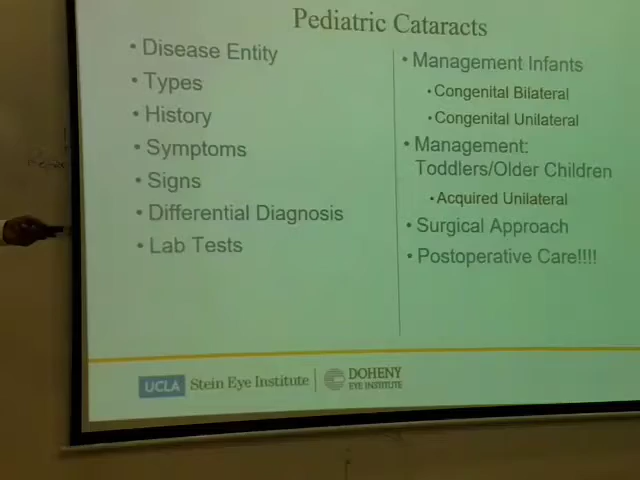 Pediatric Cataracts
• Disease Entity
• Types
• History
• Symptoms
• Signs
• Differential Diagnosis
• Lab Tests
• Management Infants
• Congenital Bilateral
• Congenital Unilateral
• Management:
Toddlers/Older Children
• Acquired Unilateral
• Surgical Approach
• Postoperative Care!!!!
UCLA Stein Eye Institute
DOHENY
EYE INSTITUTE